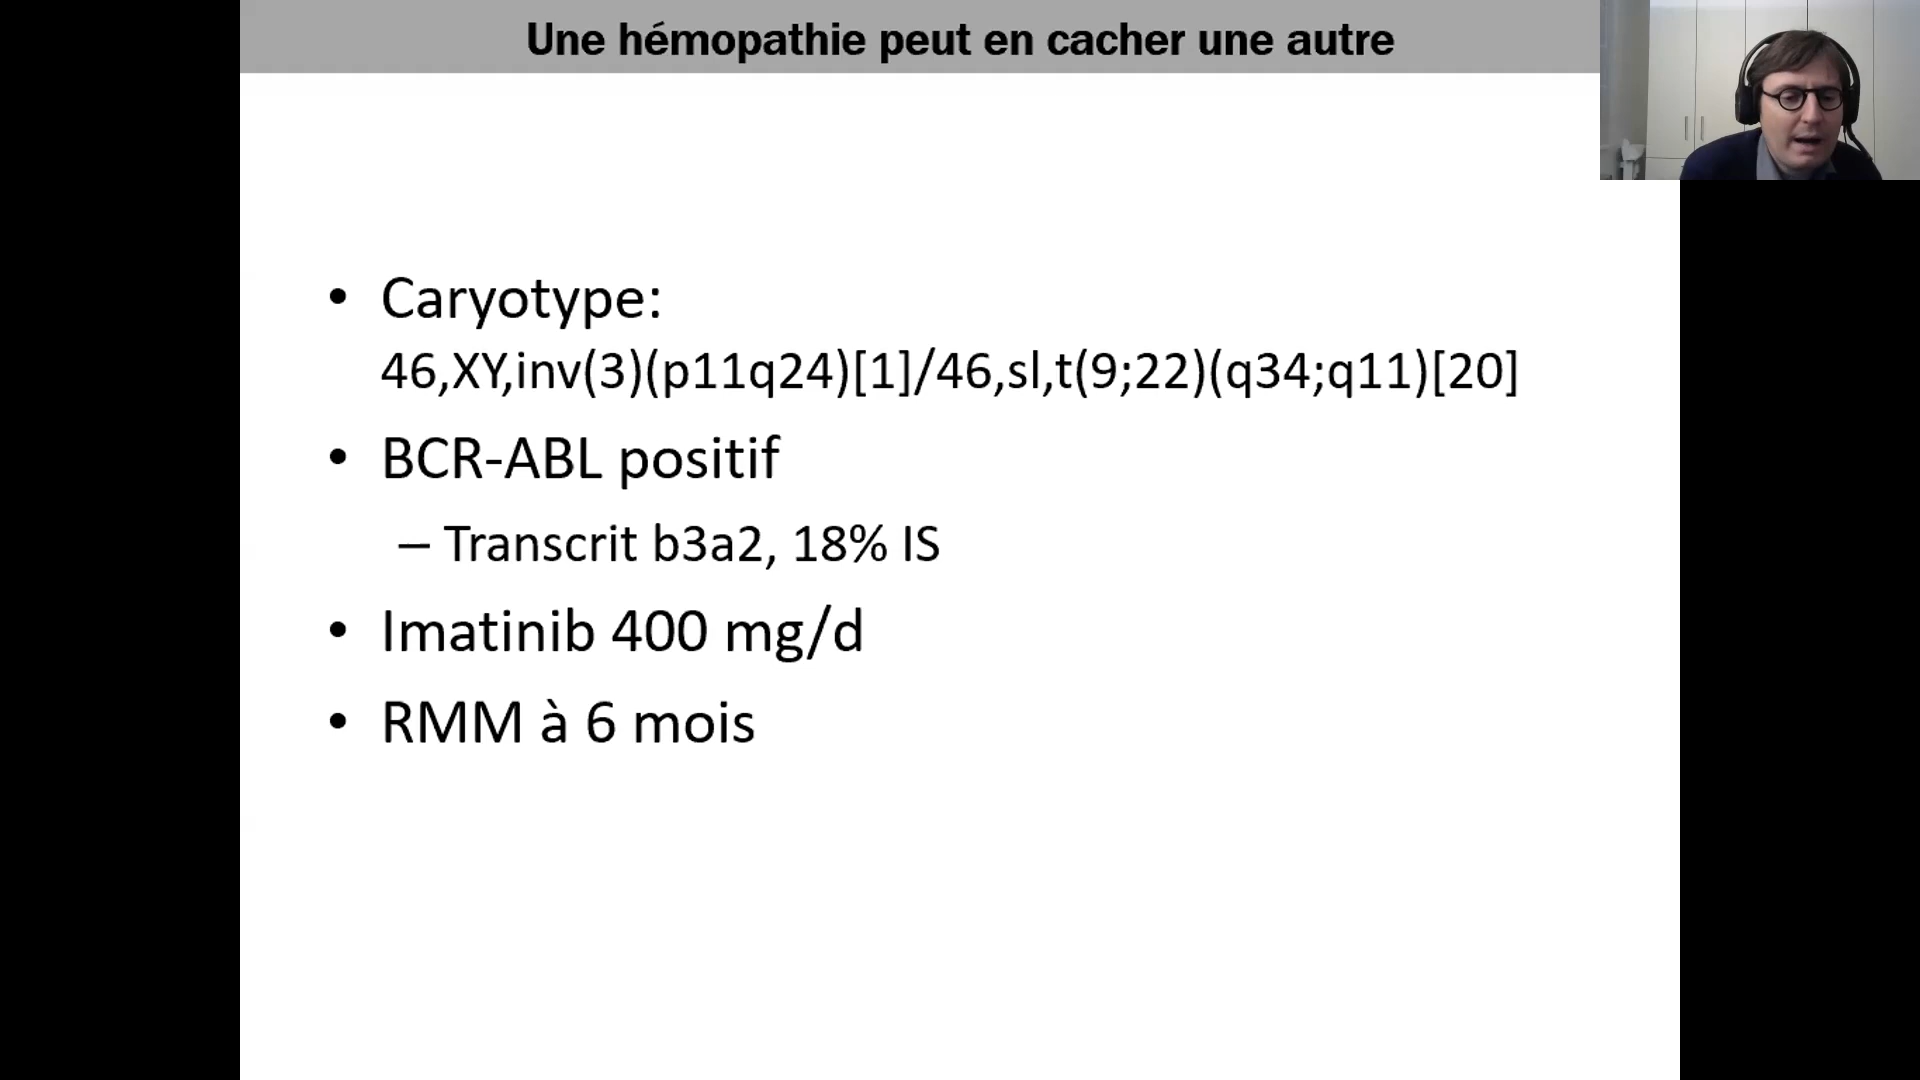 Une hémopathie peut en cacher une autre
• Caryotype:
46,XY,inv(3)(p11q24)[1]/46,sl,t(9;22)(q34;q11)[20]
• BCR-ABL positif
– Transcrit b3a2, 18% IS
• Imatinib 400 mg/d
• RMM à 6 mois